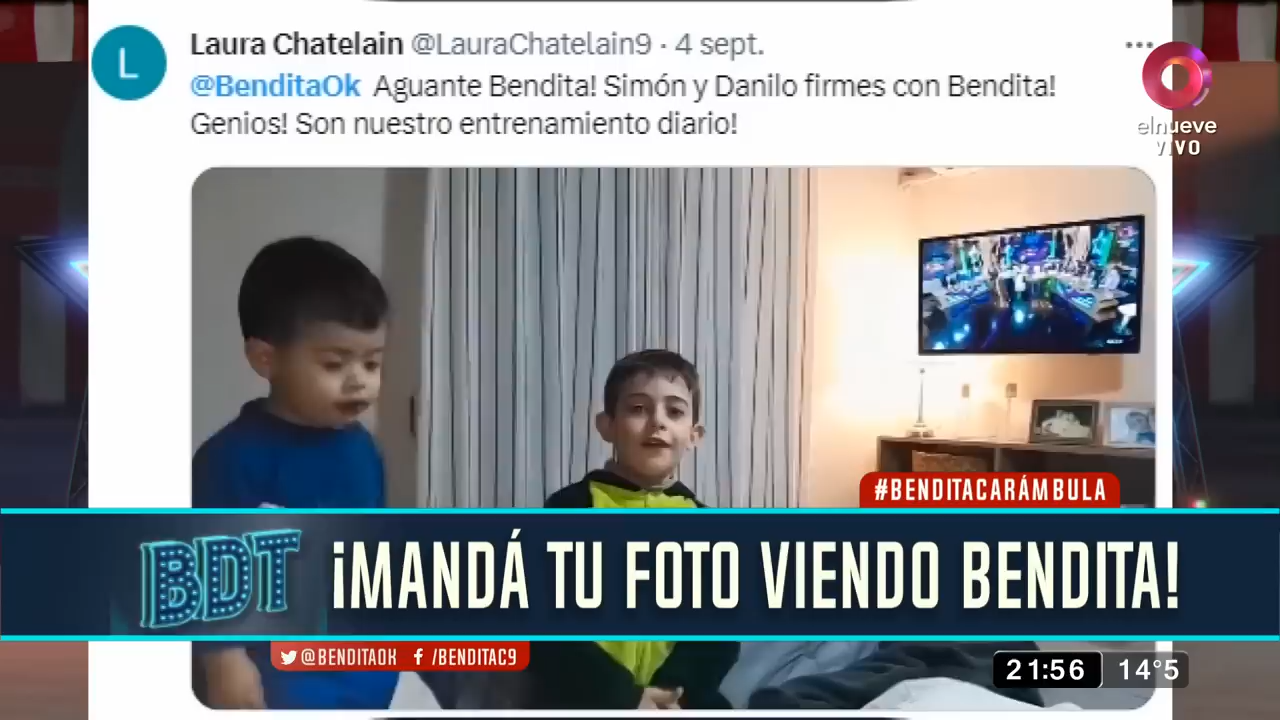 L
Laura Chatelain @LauraChatelain9 · 4 sept.
@BenditaOk Aguante Bendita! Simón y Danilo firmes con Bendita!
Genios! Son nuestro entrenamiento diario!
elnueve
VIVO
#BENDITACARÁMBULA
BDT
¡MANDÁ TU FOTO VIENDO BENDITA!
@BENDITAOK f /BENDITAC9
21:56 14°5